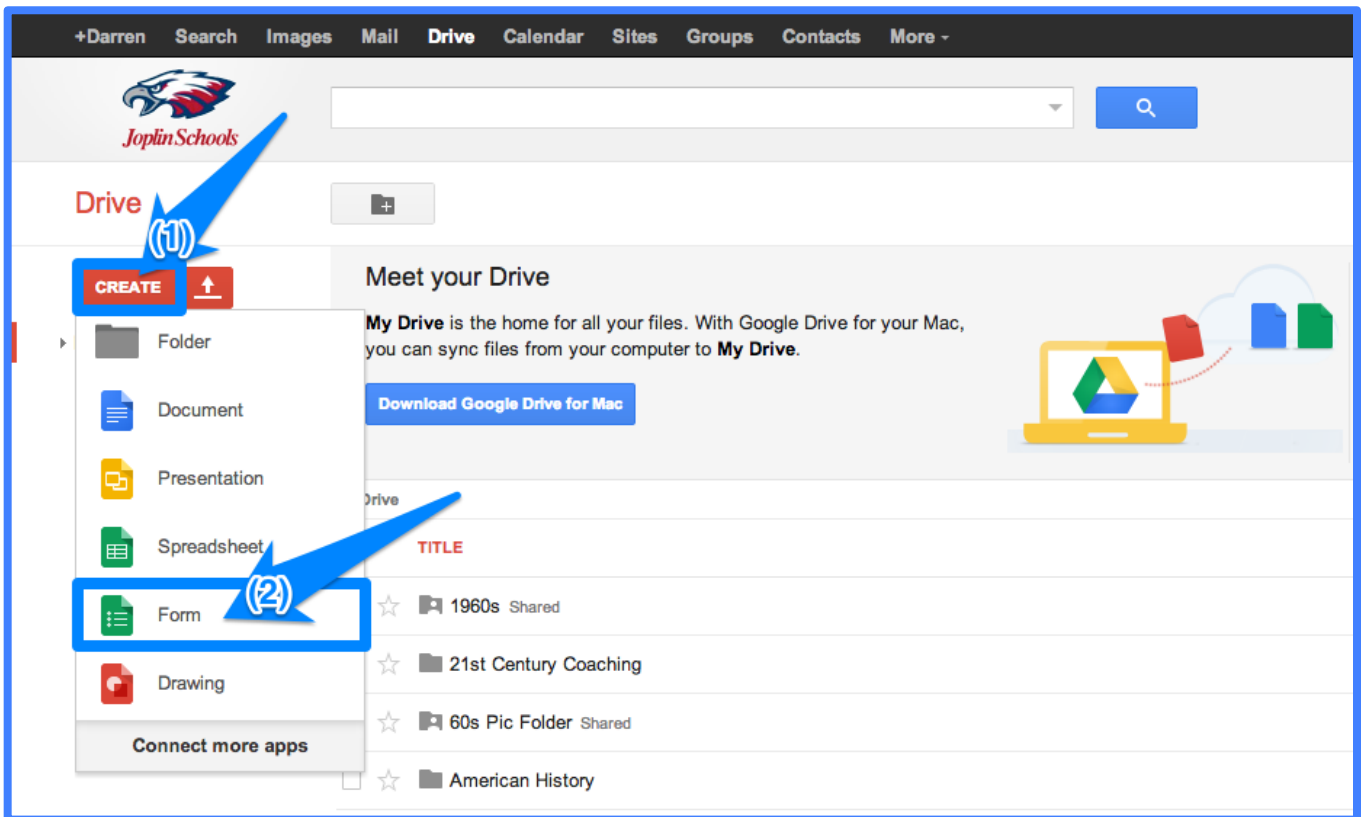 +Darren Search Images Mail Drive Calendar Sites Groups Contacts More
Joplin Schools
Drive
(1)
CREATE
Meet your Drive
My Drive is the home for all your files. With Google Drive for your Mac,
you can sync files from your computer to My Drive.
Download Google Drive for Mac
Folder
Document
Presentation
Spreadsheet
(2)
Form
Drawing
Connect more apps
Drive
TITLE
1960s Shared
21st Century Coaching
60s Pic Folder Shared
American History